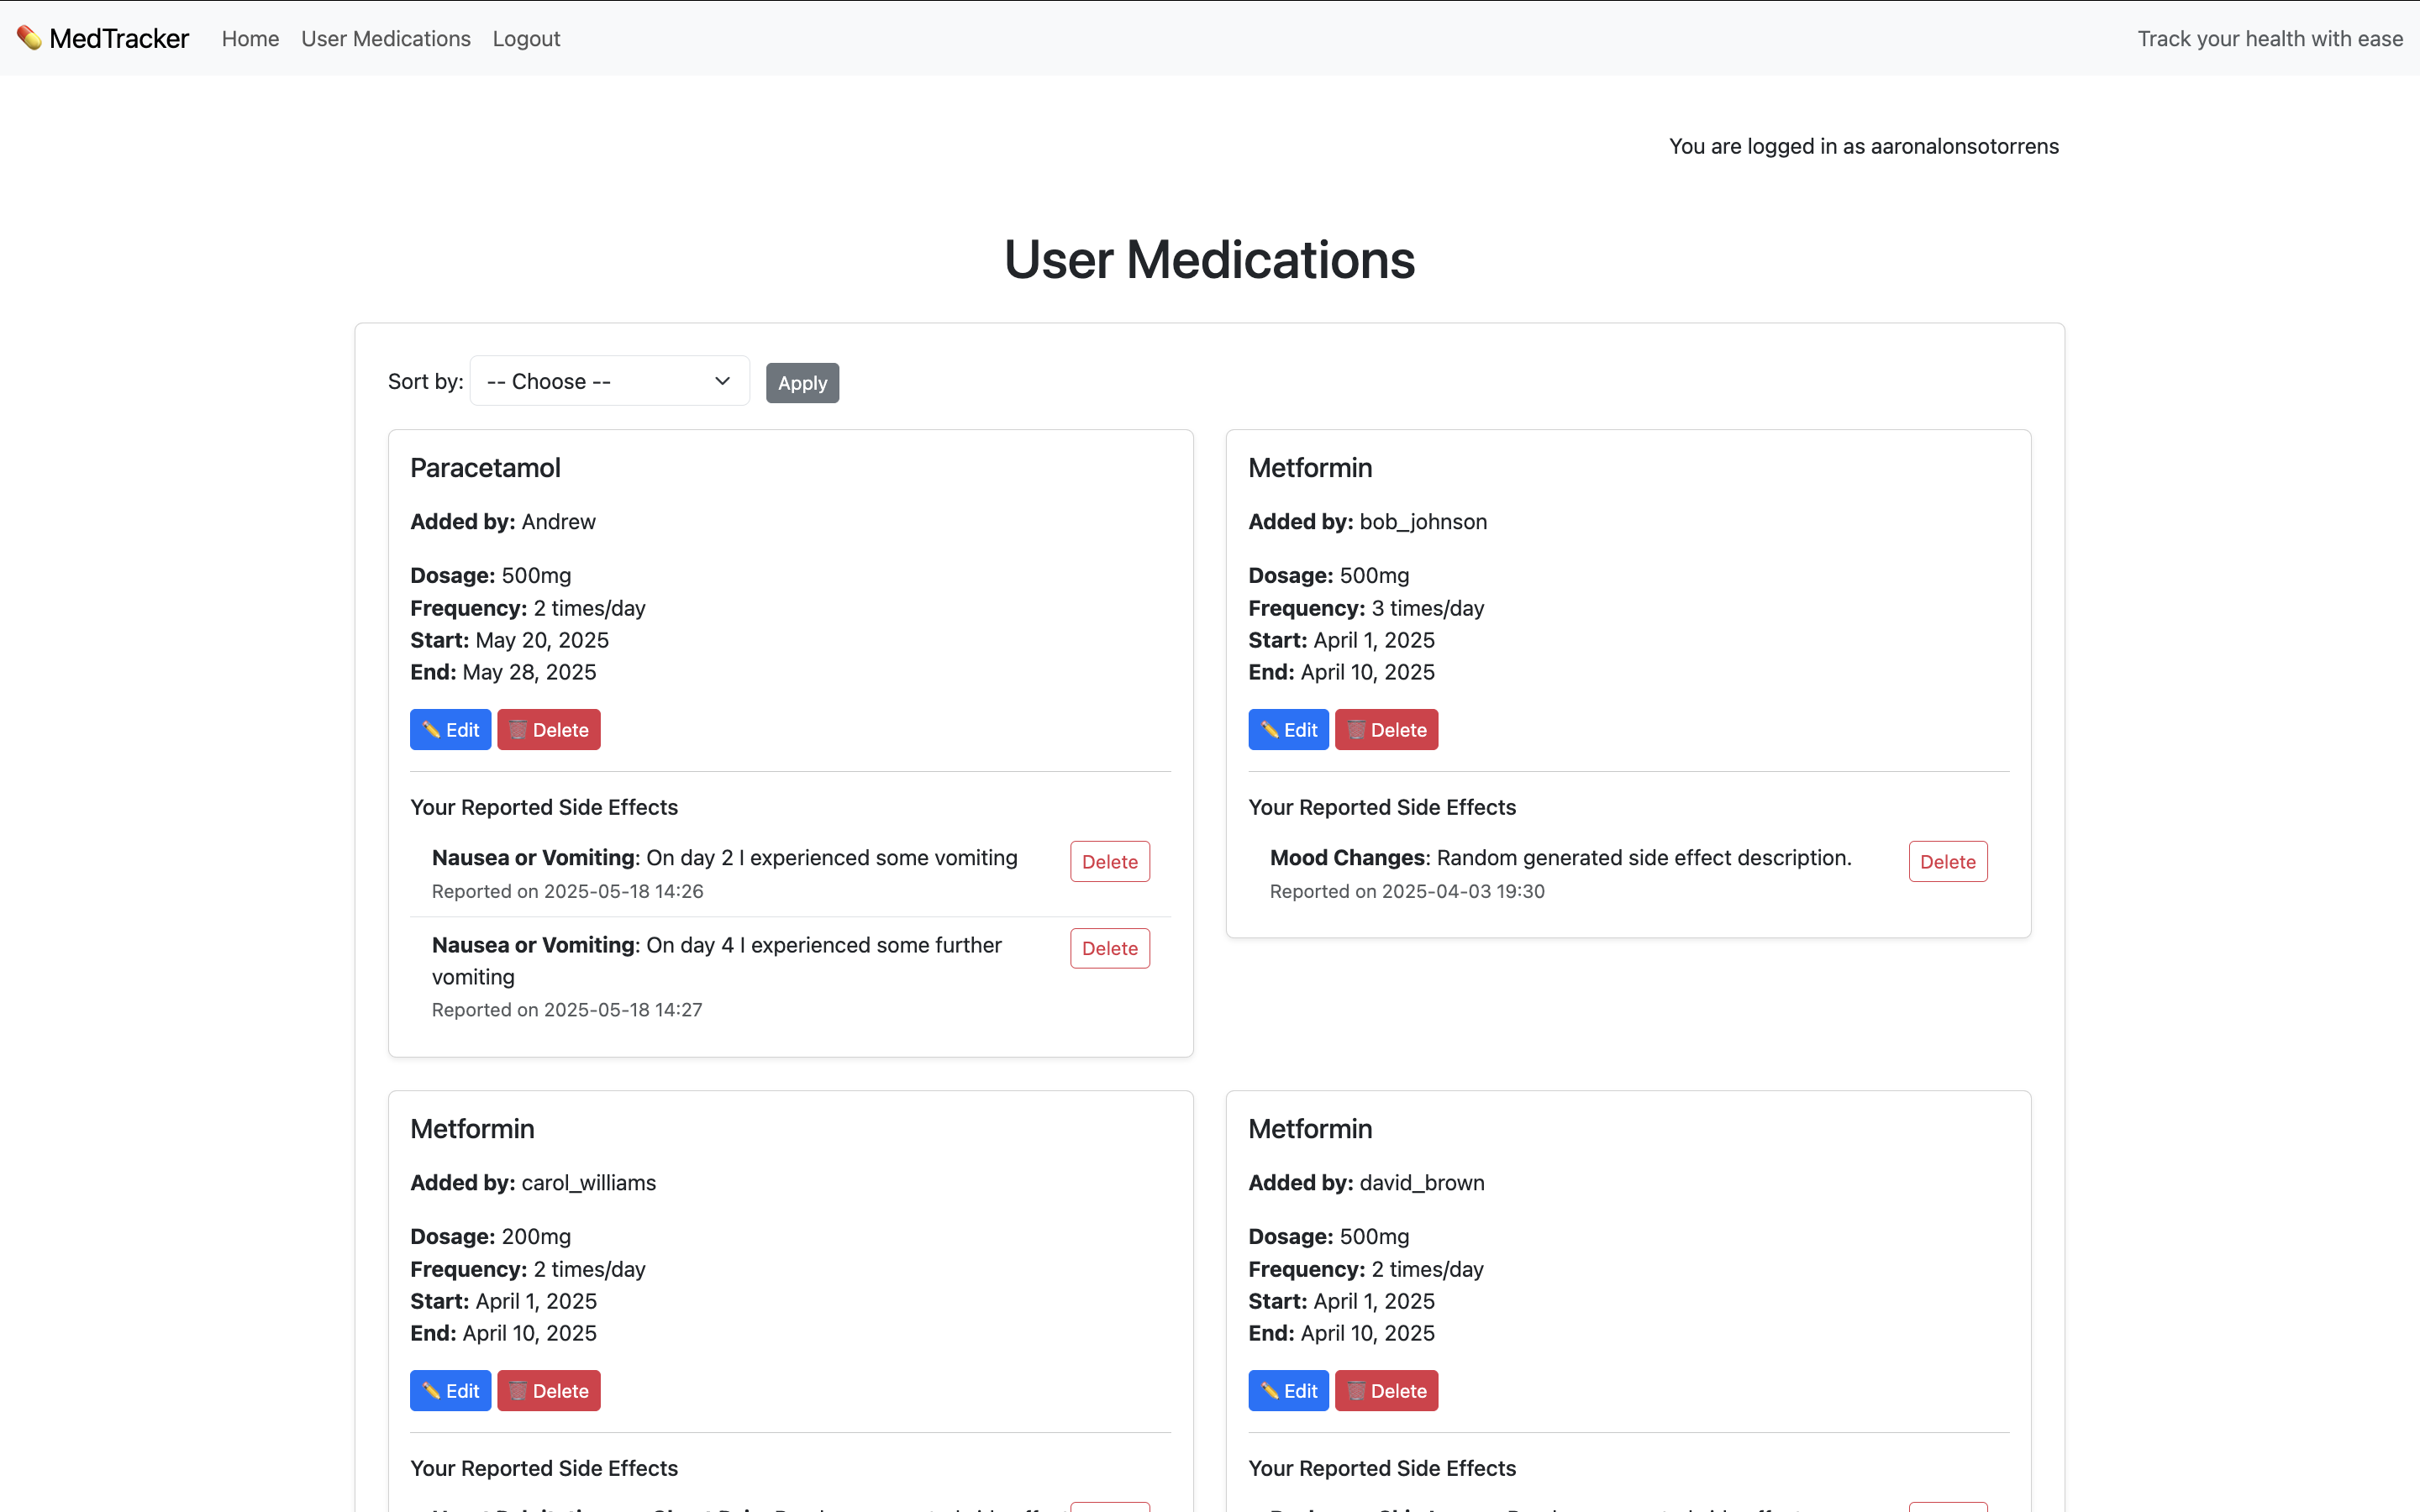 MedTracker Home User Medications Logout Track your health with ease
You are logged in as aaronalonsotorrens
User Medications
Sort by: -- Choose -- Apply
Paracetamol
Added by: Andrew
Dosage: 500mg
Frequency: 2 times/day
Start: May 20, 2025
End: May 28, 2025
Edit Delete
Your Reported Side Effects
Nausea or Vomiting: On day 2 I experienced some vomiting Delete
Reported on 2025-05-18 14:26
Nausea or Vomiting: On day 4 I experienced some further Delete
vomiting
Reported on 2025-05-18 14:27
Metformin
Added by: bob_johnson
Dosage: 500mg
Frequency: 3 times/day
Start: April 1, 2025
End: April 10, 2025
Edit Delete
Your Reported Side Effects
Mood Changes: Random generated side effect description. Delete
Reported on 2025-04-03 19:30
Metformin
Added by: carol_williams
Dosage: 200mg
Frequency: 2 times/day
Start: April 1, 2025
End: April 10, 2025
Edit Delete
Your Reported Side Effects
Metformin
Added by: david_brown
Dosage: 500mg
Frequency: 2 times/day
Start: April 1, 2025
End: April 10, 2025
Edit Delete
Your Reported Side Effects